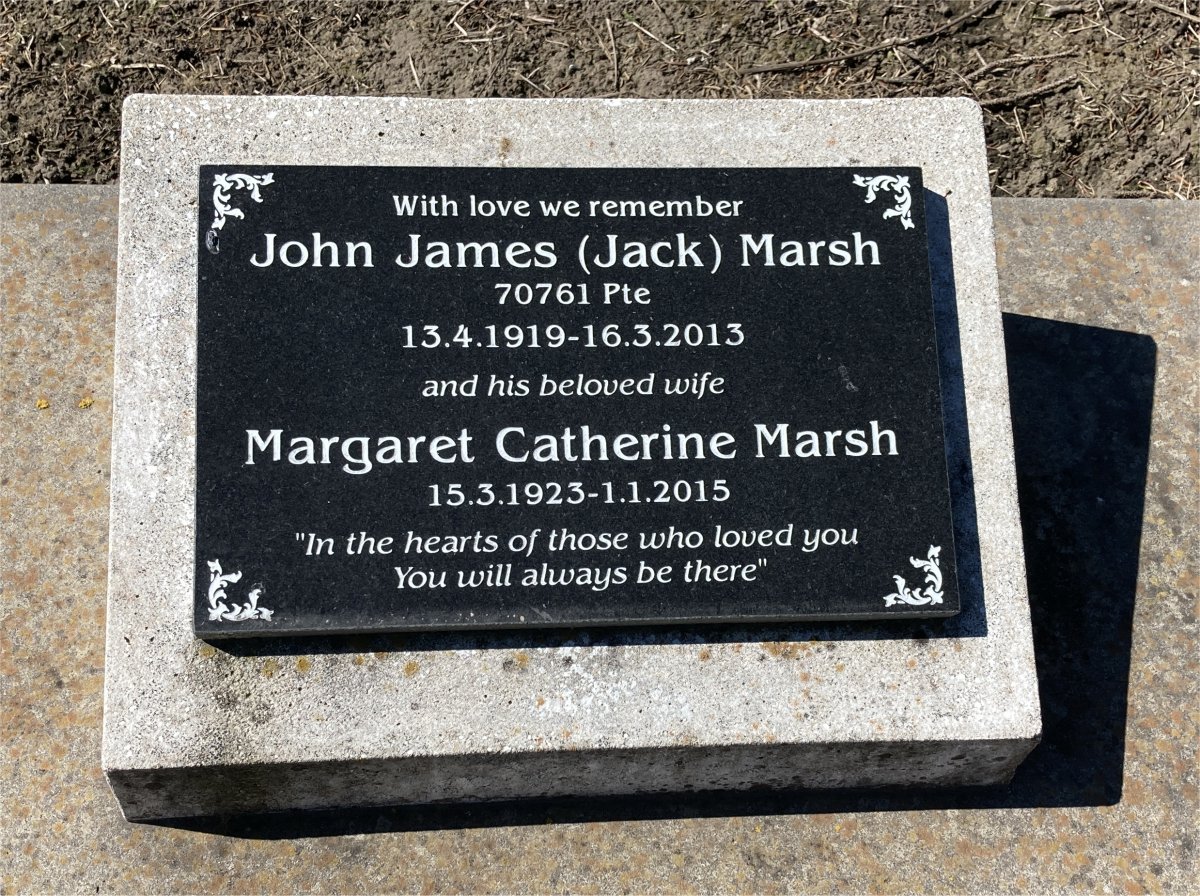 With love we remember
John James (Jack) Marsh
70761 Pte
13.4.1919-16.3.2013
and his beloved wife
Margaret Catherine Marsh
15.3.1923-1.1.2015
"In the hearts of those who loved you
You will always be there"